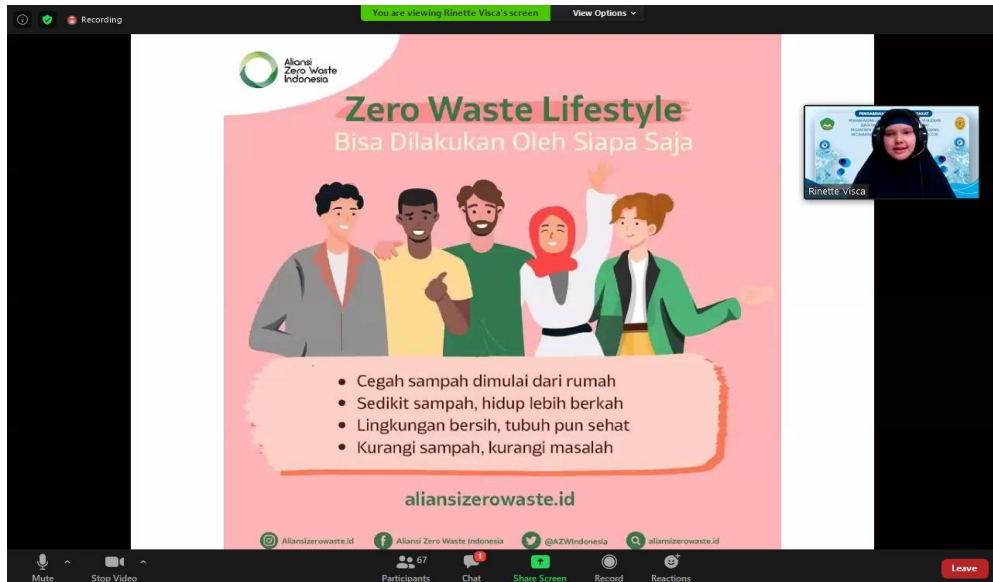 Recording
You are viewing Rinette Visca's screen
View Options
Aliansi
Zero Waste
Indonesia
Zero Waste Lifestyle
Bisa Dilakukan Oleh Siapa Saja
Rinette Visca
• Cegah sampah dimulai dari rumah
• Sedikit sampah, hidup lebih berkah
• Lingkungan bersih, tubuh pun sehat
• Kurangi sampah, kurangi masalah
aliansizerowaste.id
Aliansizerowaste.id
Aliansi Zero Waste Indonesia
@AZWIndonesia
aliansizerowaste.id
Mute
Stop Video
67
Participants
1
Chat
Share Screen
Record
Reactions
Leave